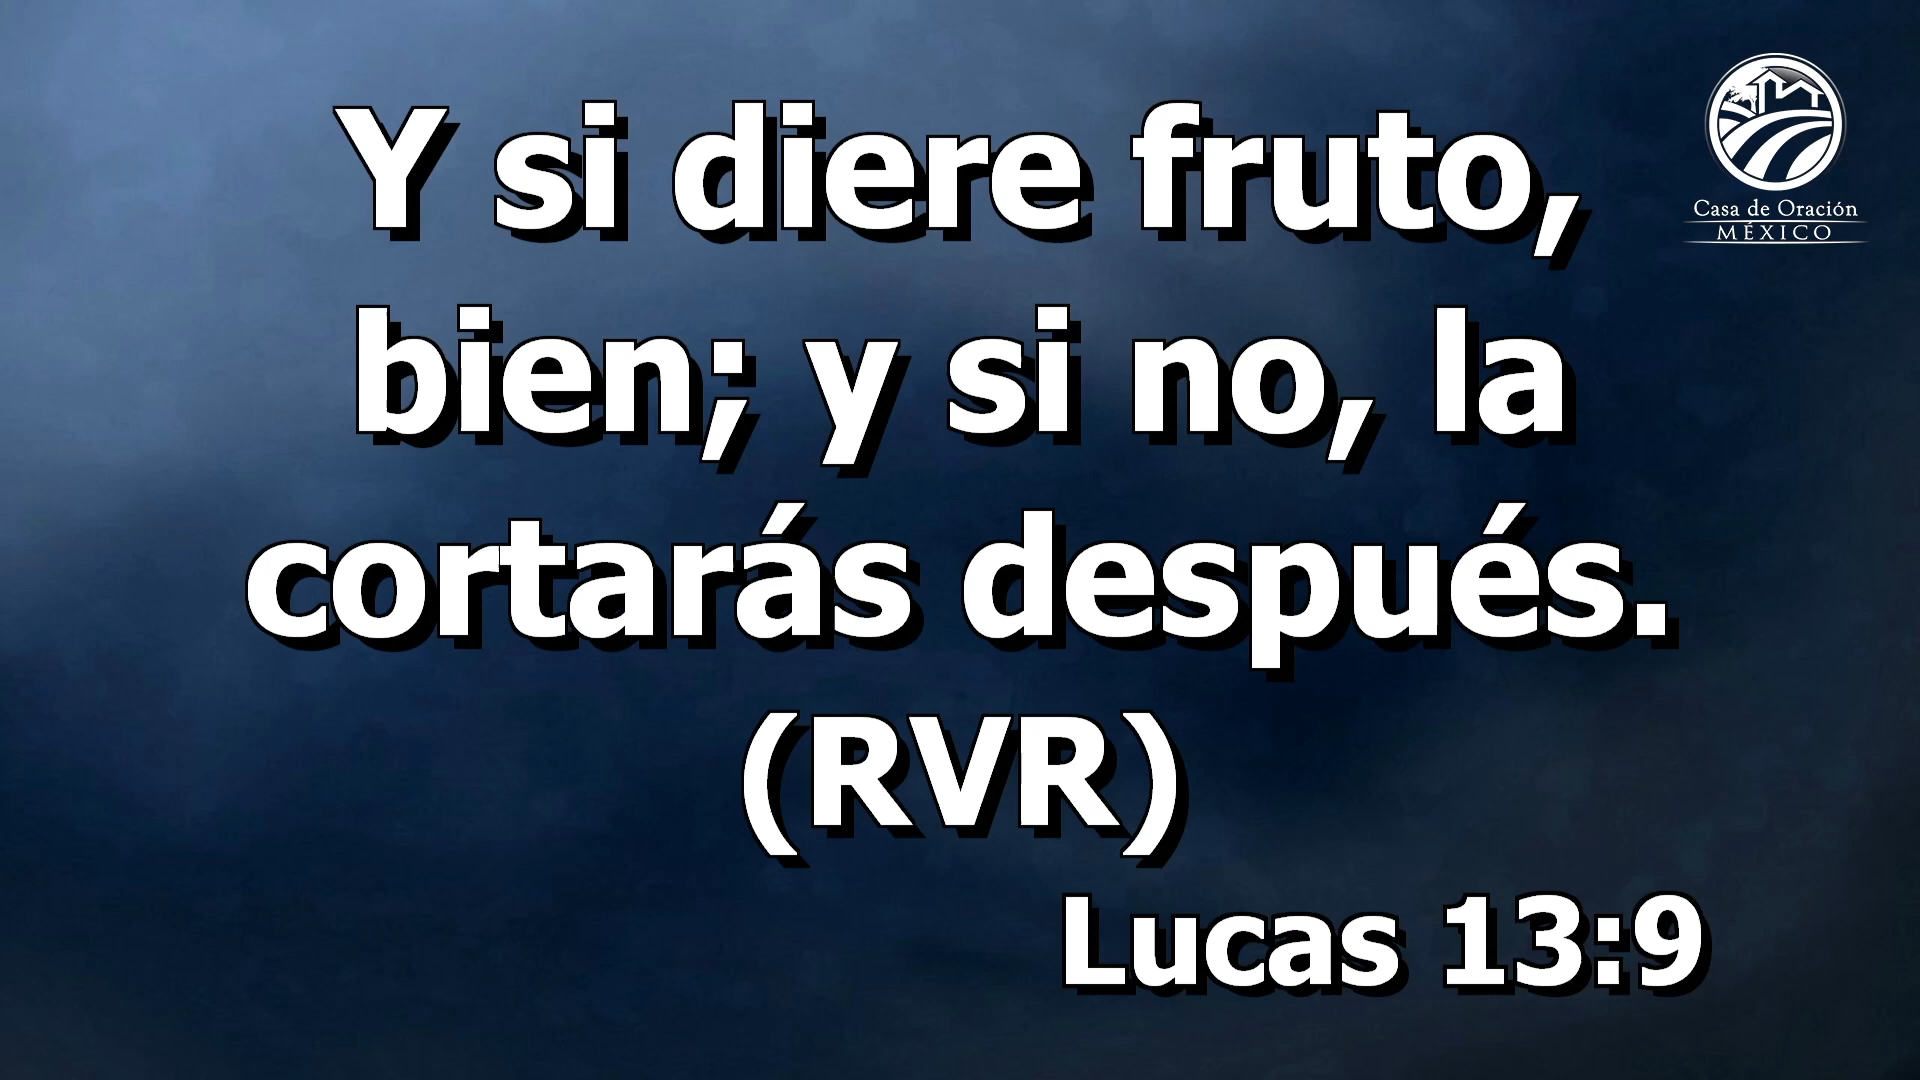 Y si diere fruto,
bien; y si no, la
cortarás después.
(RVR)
Lucas 13:9
Casa de Oración
MÉXICO